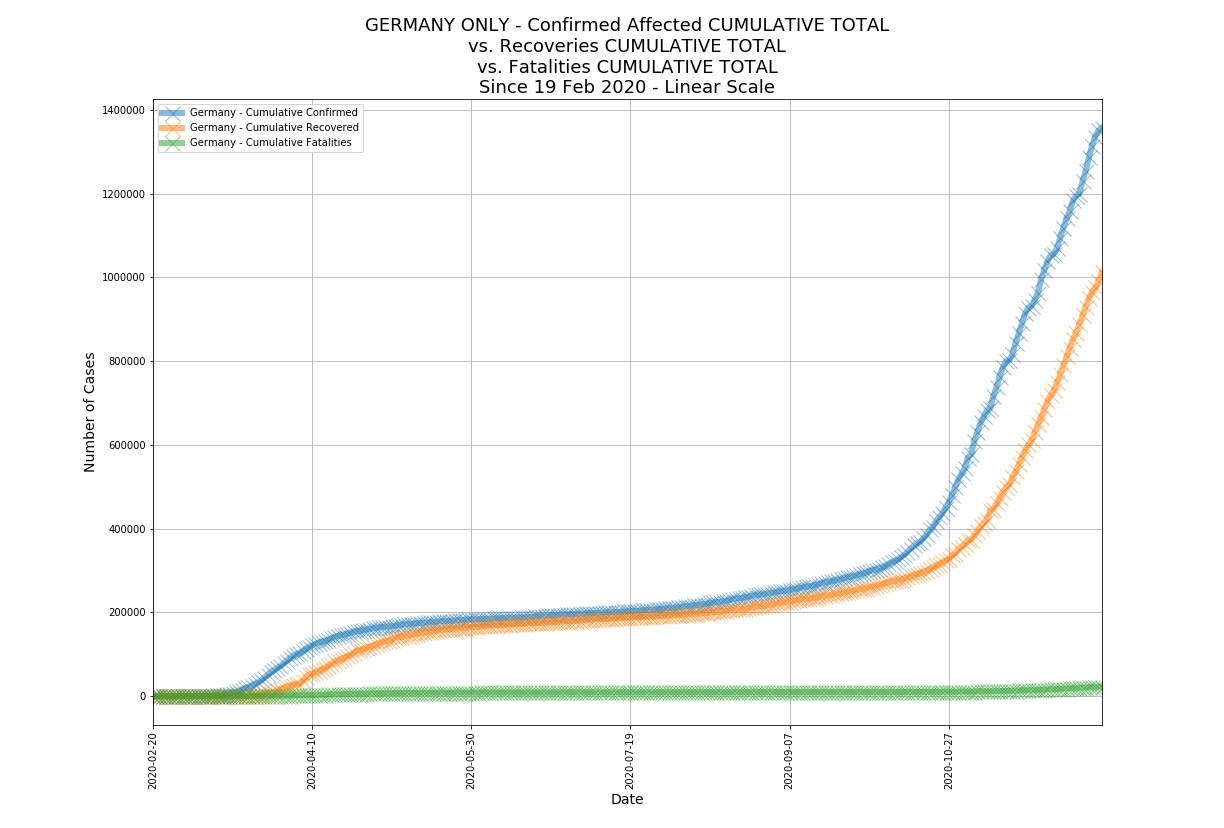 GERMANY ONLY - Confirmed Affected CUMULATIVE TOTAL
vs. Recoveries CUMULATIVE TOTAL
vs. Fatalities CUMULATIVE TOTAL
Since 19 Feb 2020 - Linear Scale
Germany - Cumulative Confirmed
Germany - Cumulative Recovered
Germany - Cumulative Fatalities
Number of Cases
1400000
1200000
1000000
800000
600000
400000
200000
0
2020-02-20
2020-04-10
2020-05-30
2020-07-19
2020-09-07
2020-10-27
Date